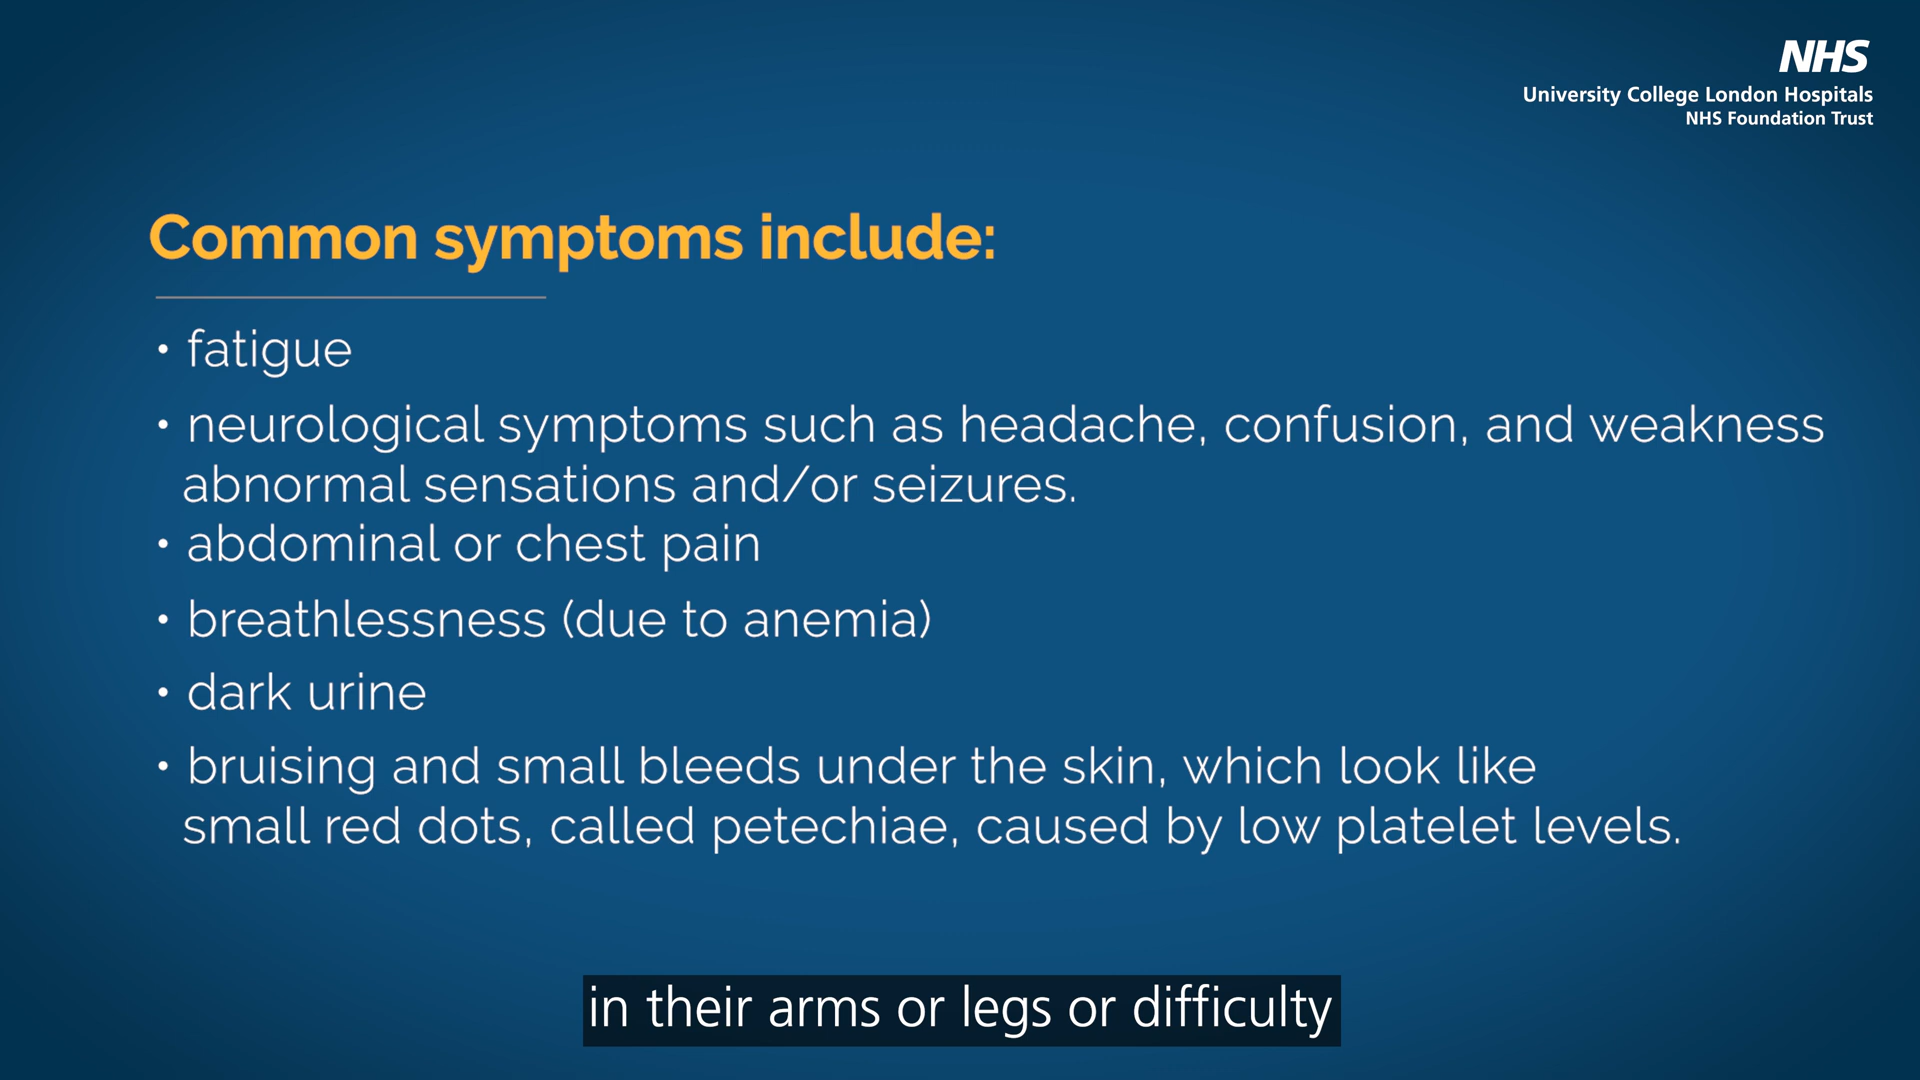 NHS
University College London Hospitals
NHS Foundation Trust
Common symptoms include:
• fatigue
• neurological symptoms such as headache, confusion, and weakness
abnormal sensations and/or seizures.
• abdominal or chest pain
• breathlessness (due to anemia)
• dark urine
• bruising and small bleeds under the skin, which look like
small red dots, called petechiae, caused by low platelet levels.
in their arms or legs or difficulty